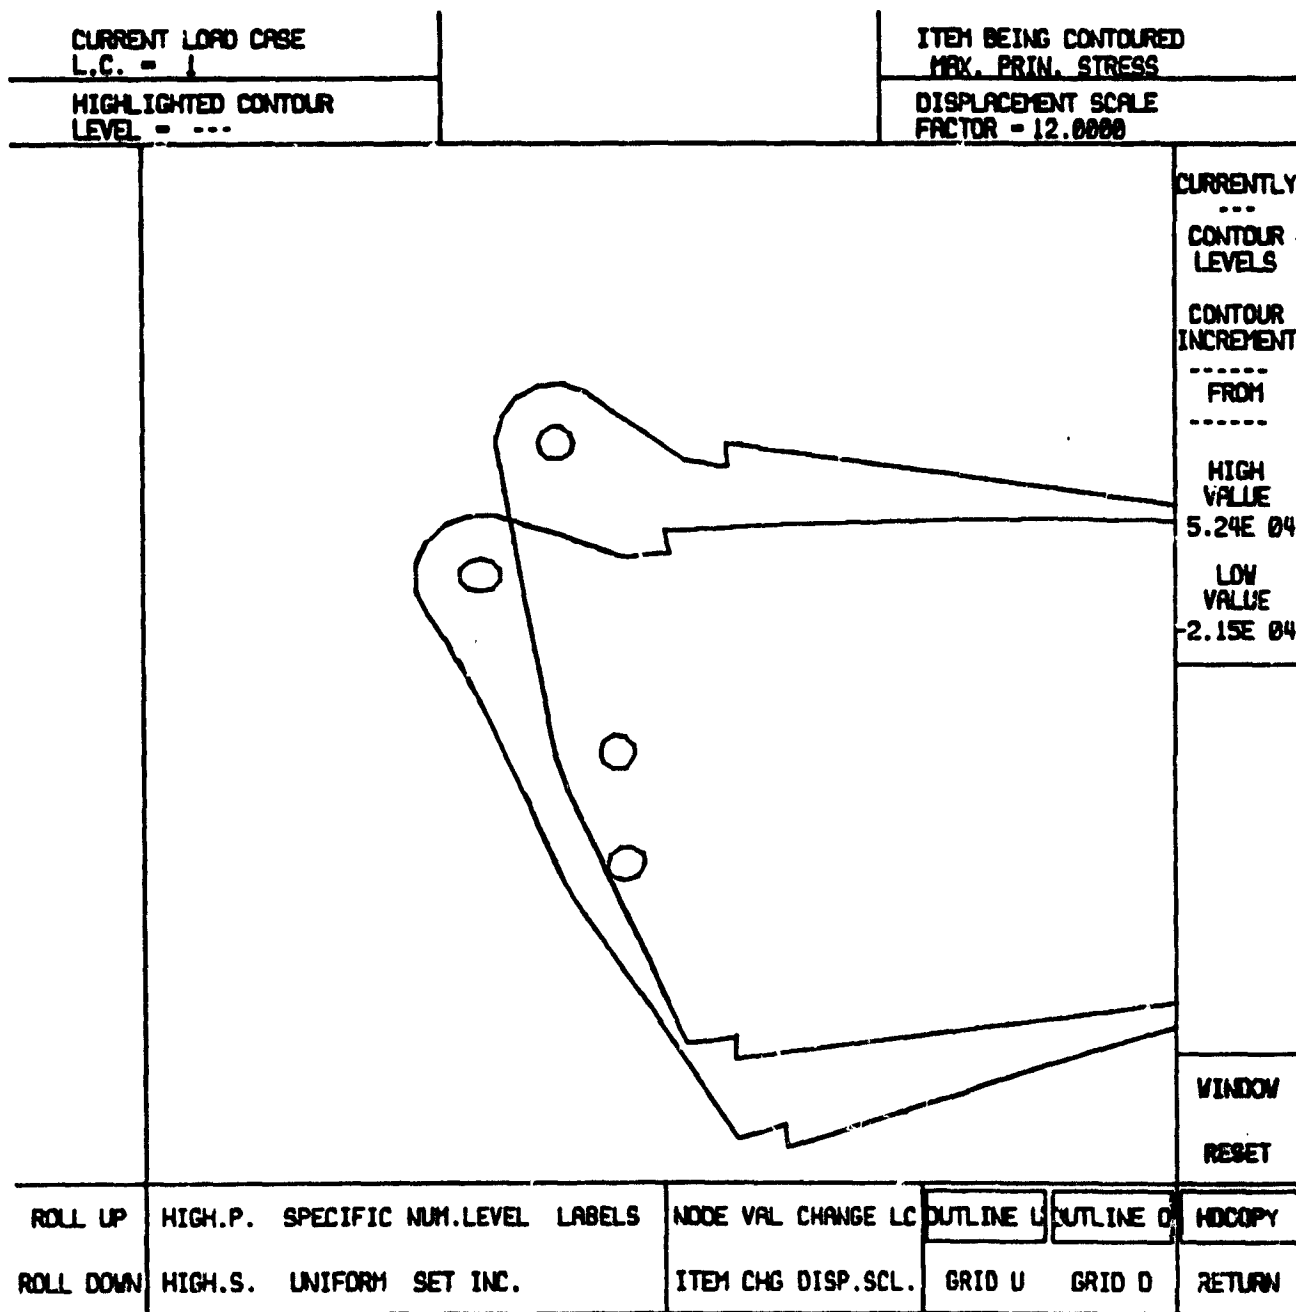 CURRENT LOAD CASE
L.C. = 1
ITEM BEING CONTOURED
MAX. PRIN. STRESS
HIGHLIGHTED CONTOUR
LEVEL = ---
DISPLACEMENT SCALE
FACTOR = 12.0000
CURRENTLY
---
CONTOUR
LEVELS
CONTOUR
INCREMENT
------
FROM
------
HIGH
VALUE
5.24E 04
LOW
VALUE
-2.15E 04
WINDOW
RESET
ROLL UP HIGH.P. SPECIFIC NUM.LEVEL LABELS NODE VAL CHANGE LC OUTLINE U OUTLINE D HDCOPY
ROLL DOWN HIGH.S. UNIFORM SET INC. ITEM CHG DISP.SCL. GRID U GRID D RETURN